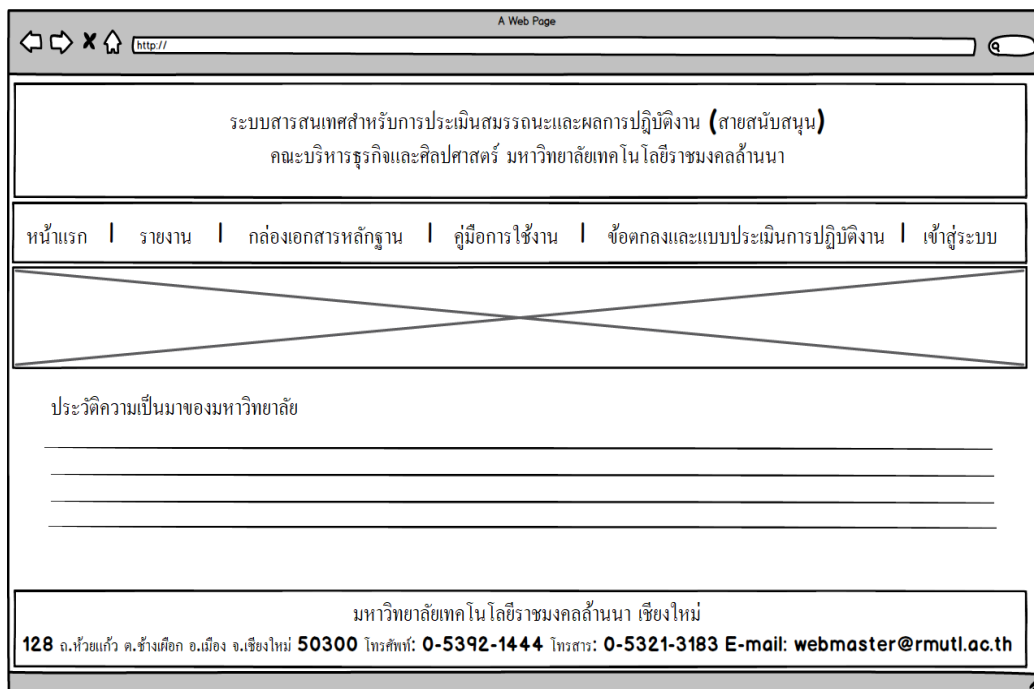 A Web Page
http://
ระบบสารสนเทศสำหรับการประเมินสมรรถนะและผลการปฎิบัติงาน (สายสนับสนุน)
คณะบริหารธุรกิจและศิลปศาสตร์ มหาวิทยาลัยเทคโนโลยีราชมงคลล้านนา
หน้าแรก | รายงาน | กล่องเอกสารหลักฐาน | คู่มือการใช้งาน | ข้อตกลงและแบบประเมินการปฏิบัติงาน | เข้าสู่ระบบ
ประวัติความเป็นมาของมหาวิทยาลัย
มหาวิทยาลัยเทคโนโลยีราชมงคลล้านนา เชียงใหม่
128 ถ.ห้วยแก้ว ต.ช้างเผือก อ.เมือง จ.เชียงใหม่ 50300 โทรศัพท์: 0-5392-1444 โทรสาร: 0-5321-3183 E-mail: webmaster@rmutl.ac.th